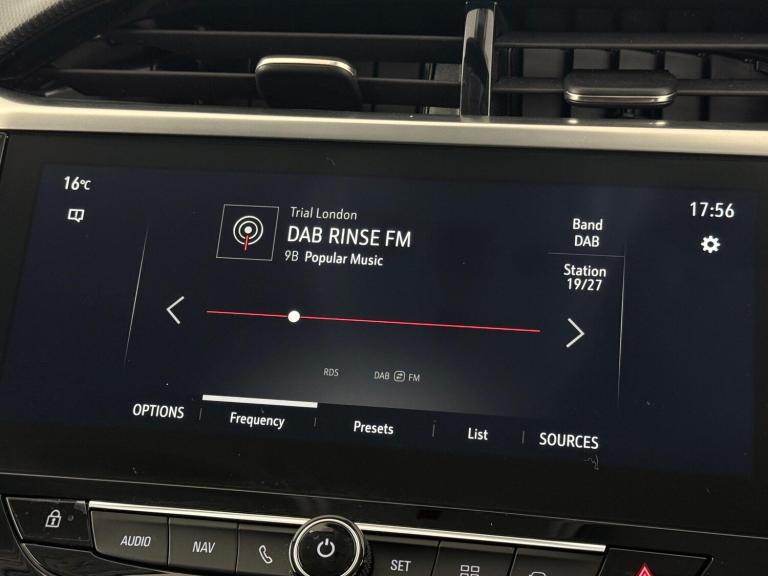 16°C
17:56
Trial London
DAB RINSE FM
9B Popular Music
Band
DAB
Station
19/27
RDS
DAB FM
OPTIONS
Frequency
Presets
List
SOURCES
AUDIO
NAV
SET